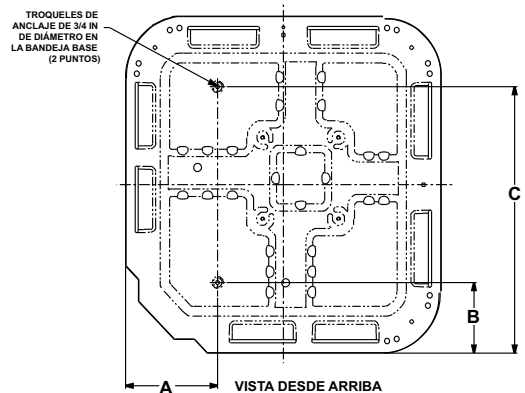 TROQUELES DE
ANCLAJE DE 3/4 IN
DE DIÁMETRO EN
LA BANDEJA BASE
(2 PUNTOS)
C
B
A
VISTA DESDE ARRIBA